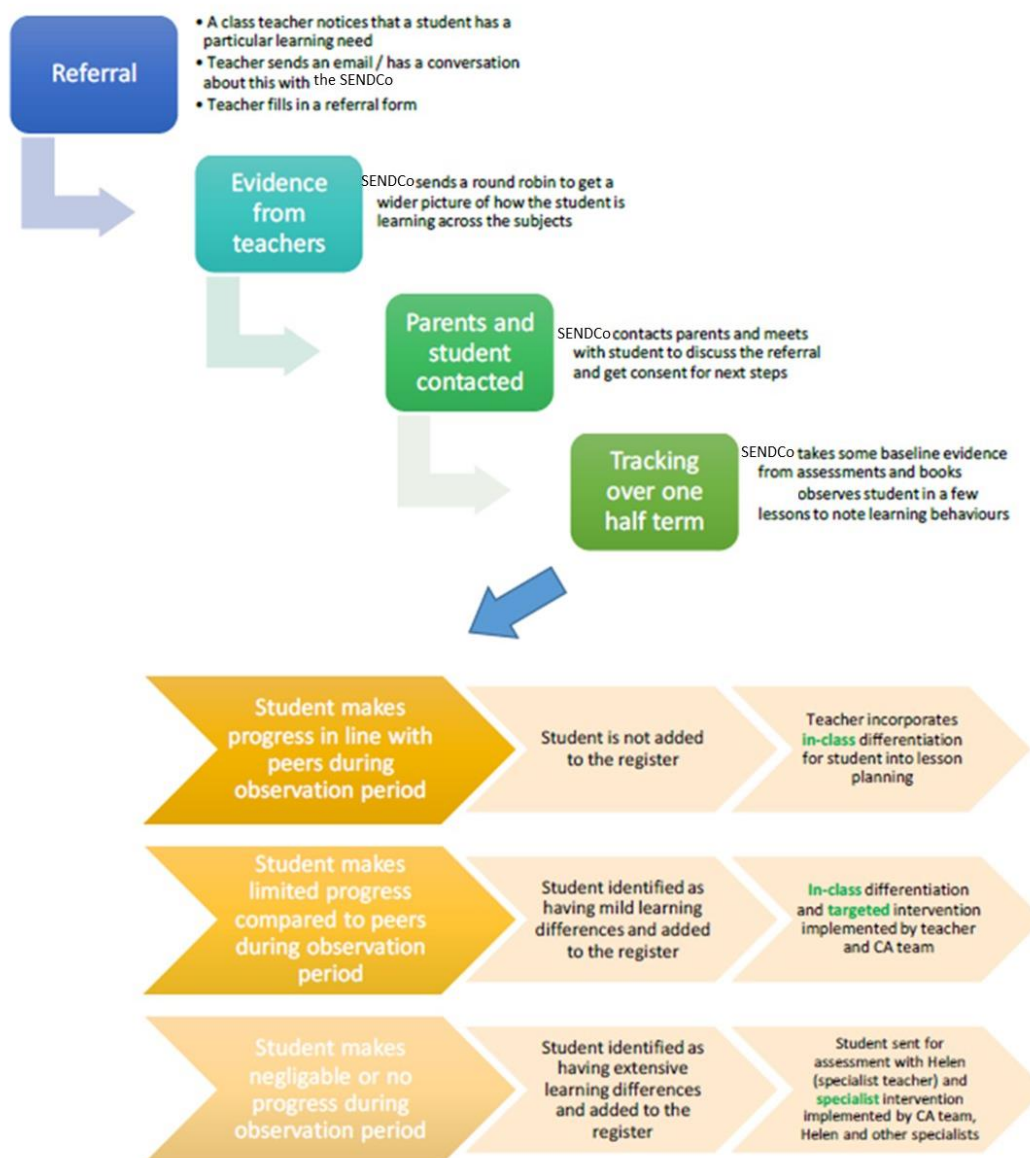 Referral
• A class teacher notices that a student has a
particular learning need
• Teacher sends an email / has a conversation
about this with the SENDCo
• Teacher fills in a referral form
Evidence
from
teachers
SENDCo sends a round robin to get a
wider picture of how the student is
learning across the subjects
Parents and
student
contacted
SENDCo contacts parents and meets
with student to discuss the referral
and get consent for next steps
Tracking
over one
half term
SENDCo takes some baseline evidence
from assessments and books
observes student in a few
lessons to note learning behaviours
Student makes
progress in line with
peers during
observation period
Student is not added
to the register
Teacher incorporates
in-class differentiation
for student into lesson
planning
Student makes
limited progress
compared to peers
during observation
period
Student identified as
having mild learning
differences and added
to the register
In-class differentiation
and targeted intervention
implemented by teacher
and CA team
Student makes
negligable or no
progress during
observation period
Student identified as
having extensive
learning differences
and added to the
register
Student sent for
assessment with Helen
(specialist teacher) and
specialist intervention
implemented by CA team,
Helen and other specialists